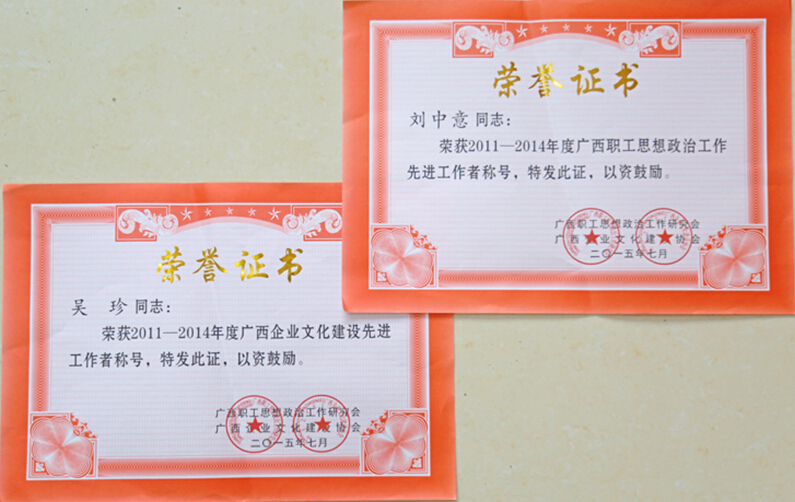 荣誉证书
刘中意 同志：
荣获2011—2014年度广西职工思想政治工作
先进工作者称号，特发此证，以资鼓励。
广西职工思想政治工作研究会
广西企业文化建设协会
二〇一五年七月
荣誉证书
吴 珍 同志：
荣获2011—2014年度广西企业文化建设先进
工作者称号，特发此证，以资鼓励。
广西职工思想政治工作研究会
广西企业文化建设协会
二〇一五年七月